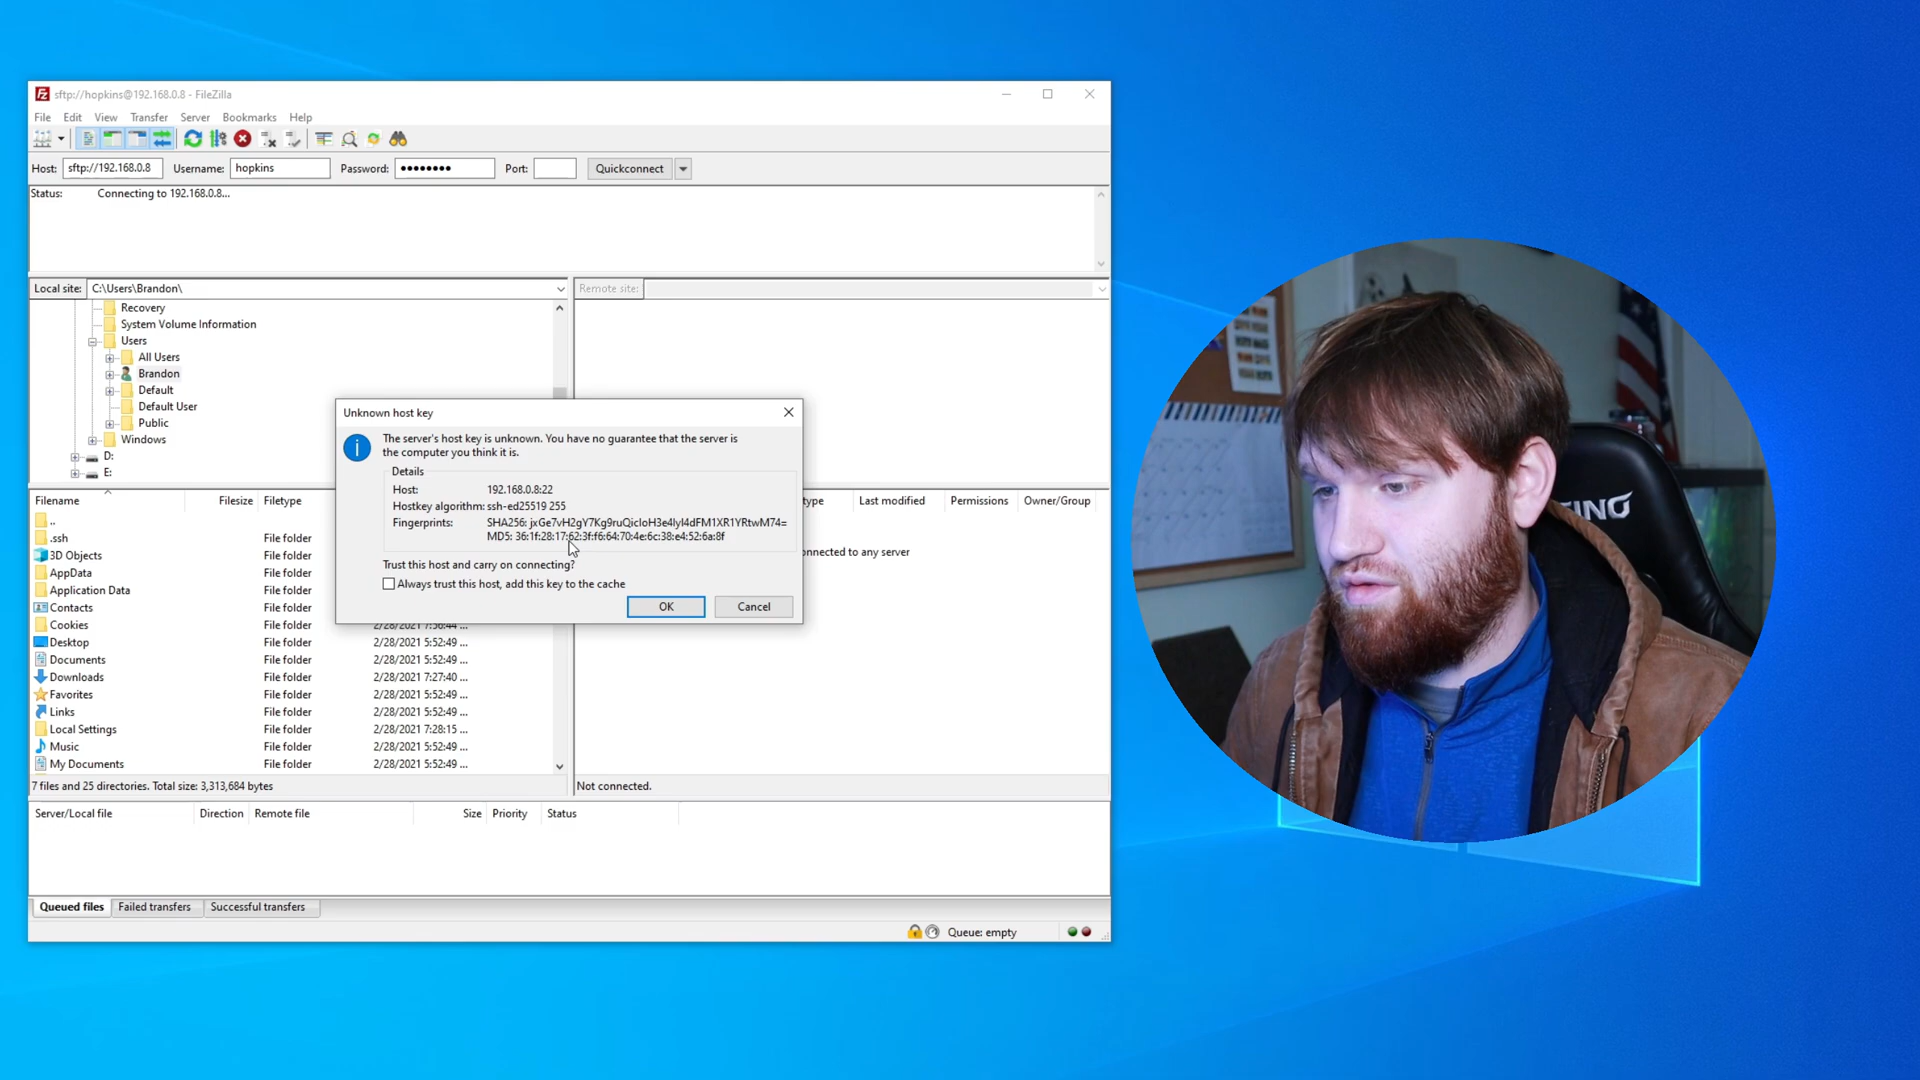 sftp://hopkins@192.168.0.8 - FileZilla
File Edit View Transfer Server Bookmarks Help
Host: sftp://192.168.0.8 Username: hopkins Password: ●●●●●●●● Port: Quickconnect
Status: Connecting to 192.168.0.8...
Local site: C:\Users\Brandon\
Remote site:
Recovery
System Volume Information
Users
All Users
Brandon
Default
Default User
Public
Windows
D:
E:
Unknown host key
The server's host key is unknown. You have no guarantee that the server is
the computer you think it is.
Details
Host: 192.168.0.8:22
Hostkey algorithm: ssh-ed25519 255
Fingerprints: SHA256: jxGe7vH2gY7Kg9ruQicIoH3e4lyI4dFM1XR1YRtwM74=
MD5: 36:1f:28:17:62:3f:f6:64:70:4e:6c:38:e4:52:6a:8f
Trust this host and carry on connecting?
Always trust this host, add this key to the cache
OK Cancel
Filename Filesize Filetype
type Last modified Permissions Owner/Group
onnected to any server
..
.ssh File folder
3D Objects File folder
AppData File folder
Application Data File folder
Contacts File folder
Cookies File folder 2/28/2021 7:56:44 ...
Desktop File folder 2/28/2021 5:52:49 ...
Documents File folder 2/28/2021 5:52:49 ...
Downloads File folder 2/28/2021 7:27:40 ...
Favorites File folder 2/28/2021 5:52:49 ...
Links File folder 2/28/2021 5:52:49 ...
Local Settings File folder 2/28/2021 7:28:15 ...
Music File folder 2/28/2021 5:52:49 ...
My Documents File folder 2/28/2021 5:52:49 ...
7 files and 25 directories. Total size: 3,313,684 bytes
Not connected.
Server/Local file Direction Remote file Size Priority Status
Queued files Failed transfers Successful transfers
Queue: empty
ING